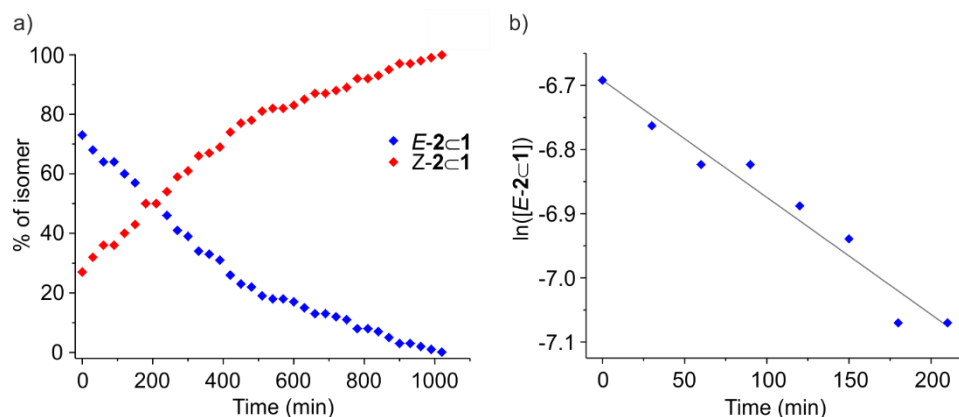 a)
% of isomer
100
80
60
40
20
0
0 200 400 600 800 1000
Time (min)
E-2⊂1
Z-2⊂1
b)
ln([E-2⊂1])
-6.7
-6.8
-6.9
-7.0
-7.1
0 50 100 150 200
Time (min)